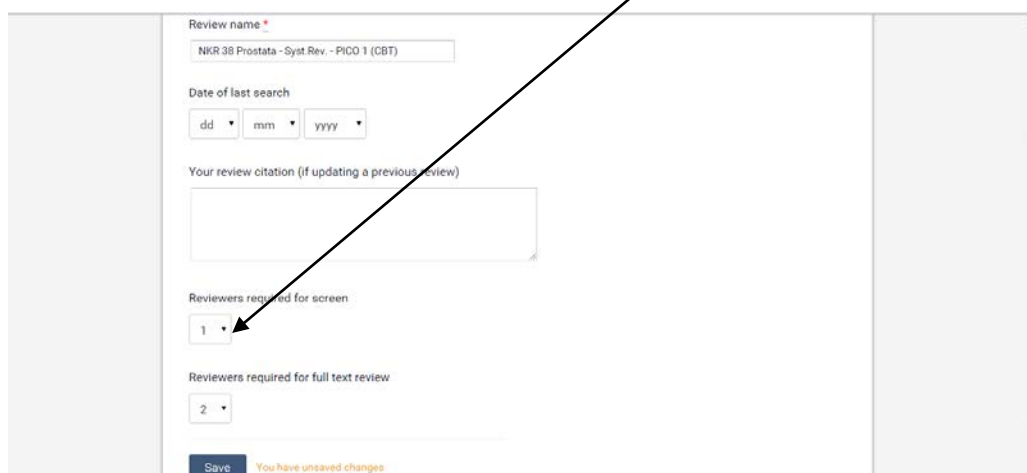 Review name *
NKR 38 Prostata - Syst.Rev. - PICO 1 (CBT)
Date of last search
dd mm yyyy
Your review citation (if updating a previous review)
Reviewers required for screen
1
Reviewers required for full text review
2
Save You have unsaved changes